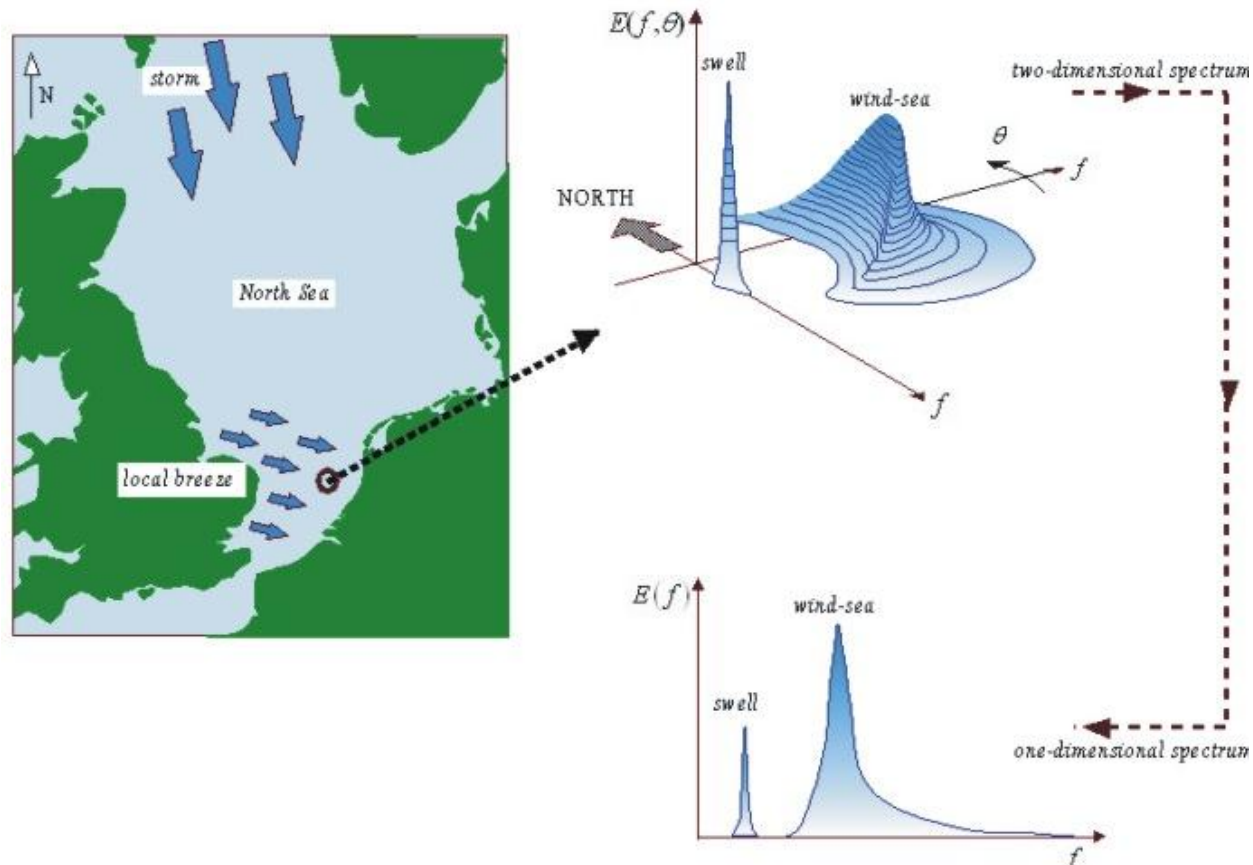 storm
N
North Sea
local breeze
E(f,θ)
swell
wind-sea
two-dimensional spectrum
θ
f
NORTH
f
E(f)
wind-sea
swell
one-dimensional spectrum
f